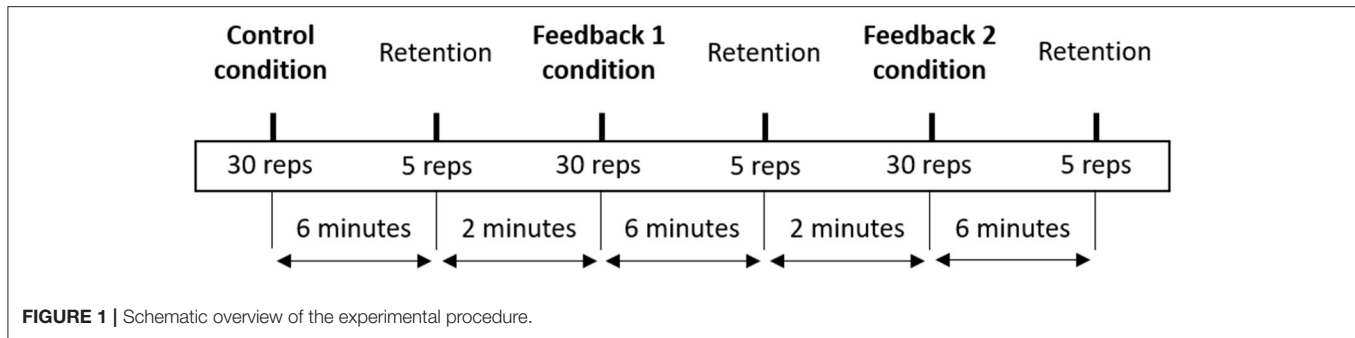 Control condition Retention Feedback 1 condition Retention Feedback 2 condition Retention
30 reps 5 reps 30 reps 5 reps 30 reps 5 reps
6 minutes 2 minutes 6 minutes 2 minutes 6 minutes
FIGURE 1 | Schematic overview of the experimental procedure.